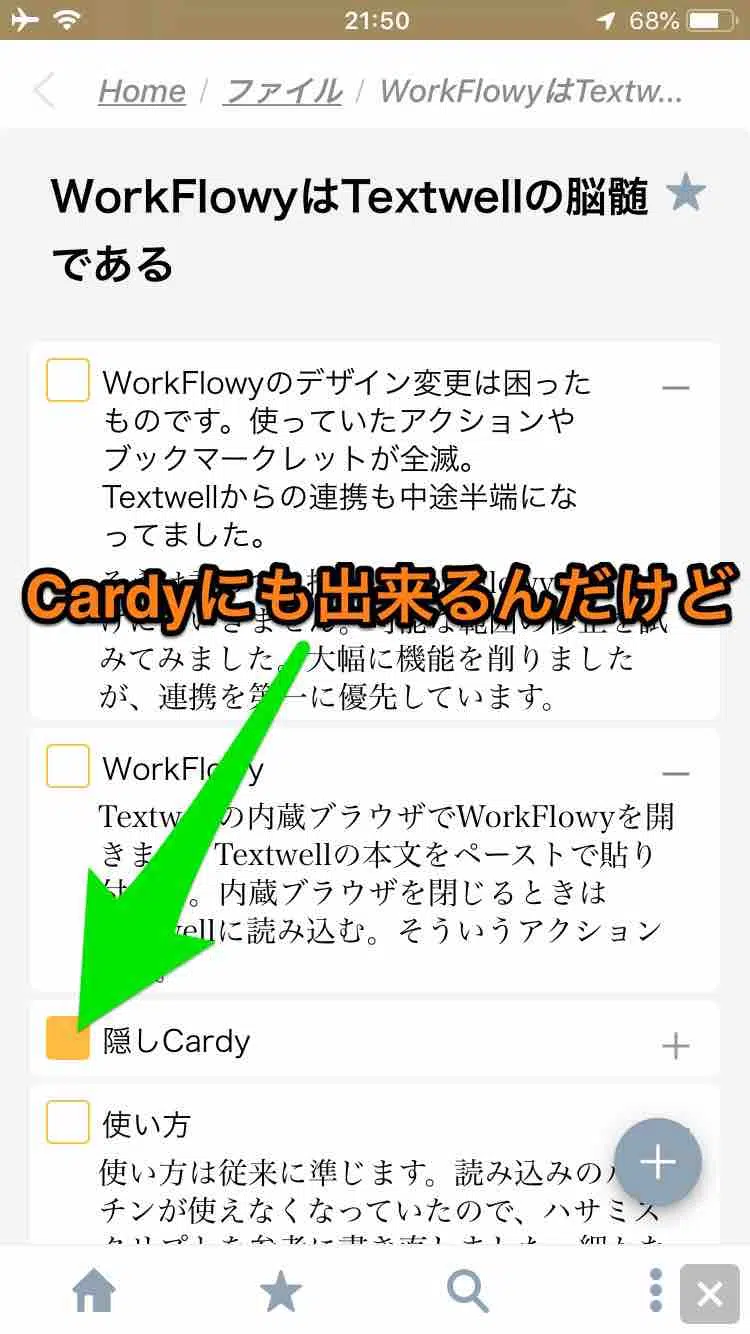 21:50
68%
Home / ファイル / WorkFlowyはTextw...
WorkFlowyはTextwellの脳髄
である
WorkFlowyのデザイン変更は困った
ものです。使っていたアクションや
ブックマークレットが全滅。
Textwellからの連携も中途半端にな
ってました。
Cardyにも出来るんだけど
みてみました。大幅に機能を削りました
が、連携を第一に優先しています。
WorkFlowy
の内蔵ブラウザでWorkFlowyを開
きま Textwellの本文をペーストで貼り
。内蔵ブラウザを閉じるときは
に読み込む。そういうアクション
隠しCardy
使い方
使い方は従来に準じます。読み込みの
チンが使えなくなっていたので、ハサミス